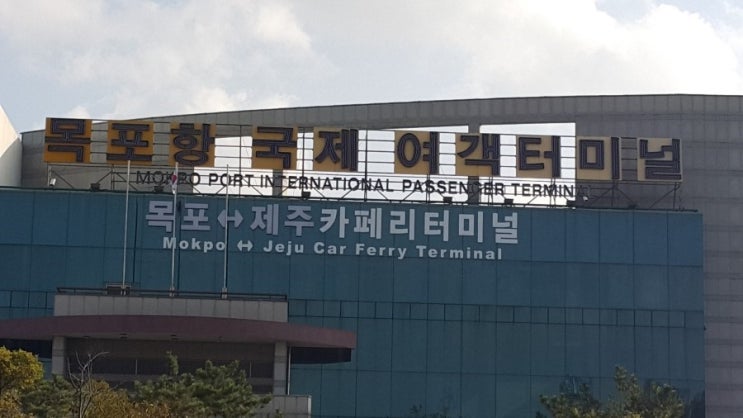 목포항 국제 여객터미널
MOKPO PORT INTERNATIONAL PASSENGER TERMINAL
목포↔제주카페리터미널
Mokpo ↔ Jeju Car Ferry Terminal